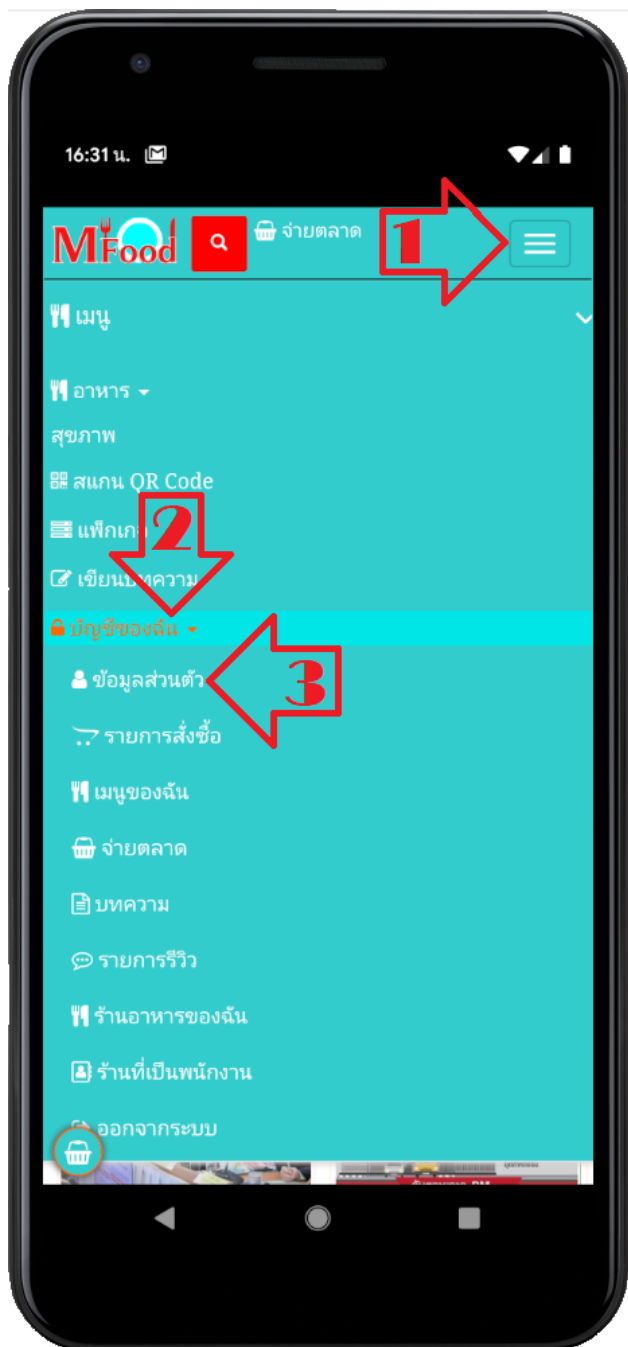 16:31 น.
MFood
จ่ายตลาด
1
เมนู
อาหาร
สุขภาพ
สแกน QR Code
2
เขียนบทความ
บัญชีของฉัน
ข้อมูลส่วนตัว
3
รายการสั่งซื้อ
เมนูของฉัน
จ่ายตลาด
บทความ
รายการรีวิว
ร้านอาหารของฉัน
ร้านที่เป็นพนักงาน
ออกจากระบบ